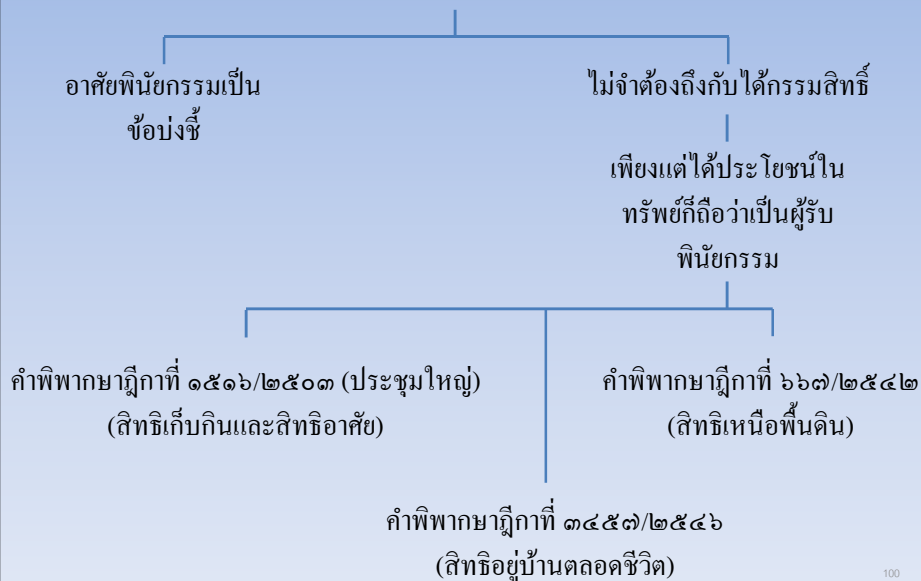 อาศัยพินัยกรรมเป็น
ข้อบ่งชี้
ไม่จำต้องถึงกับได้กรรมสิทธิ์
เพียงแต่ได้ประโยชน์ใน
ทรัพย์ก็ถือว่าเป็นผู้รับ
พินัยกรรม
คำพิพากษาฎีกาที่ ๑๕๑๖/๒๕๐๓ (ประชุมใหญ่)
(สิทธิเก็บกินและสิทธิอาศัย)
คำพิพากษาฎีกาที่ ๖๖๗/๒๕๔๒
(สิทธิเหนือพื้นดิน)
คำพิพากษาฎีกาที่ ๓๔๕๗/๒๕๔๖
(สิทธิอยู่บ้านตลอดชีวิต)
100